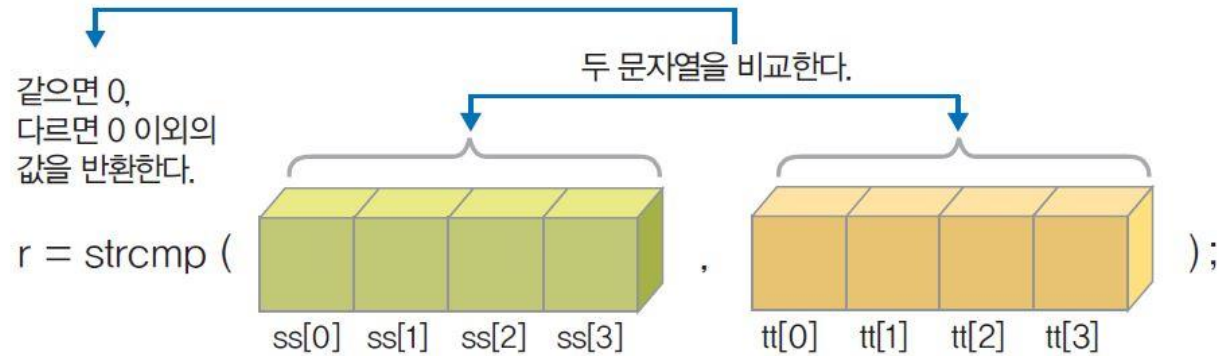 두 문자열을 비교한다.
같으면 0,
다르면 0 이외의
값을 반환한다.
r = strcmp ( , );
ss[0] ss[1] ss[2] ss[3] tt[0] tt[1] tt[2] tt[3]